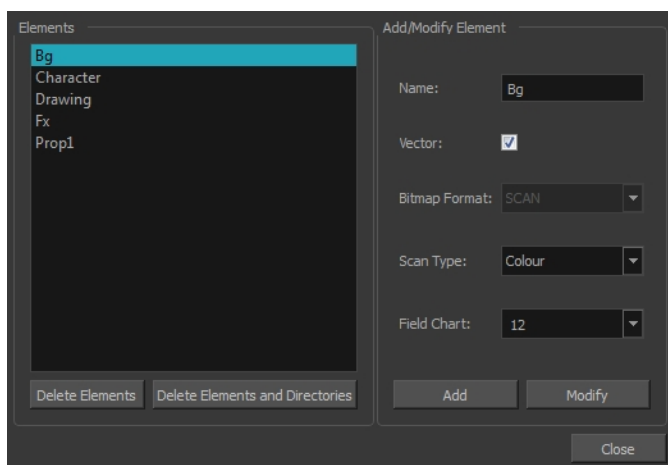 Elements
Bg
Character
Drawing
Fx
Prop1
Delete Elements
Delete Elements and Directories
Add/Modify Element
Name: Bg
Vector:
Bitmap Format: SCAN
Scan Type: Colour
Field Chart: 12
Add
Modify
Close